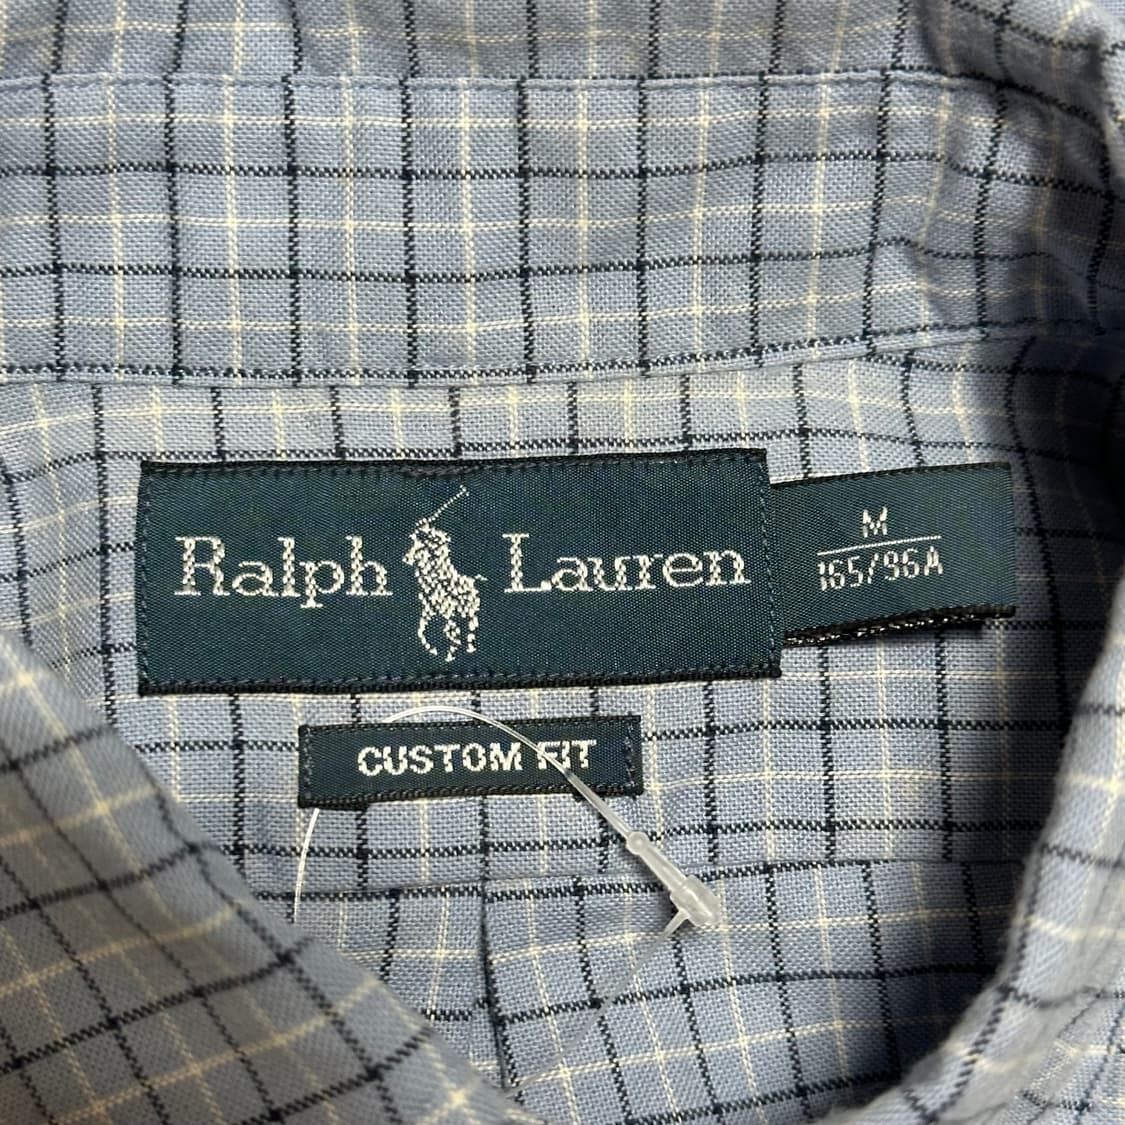 Ralph Lauren
M
165/96A
CUSTOM FIT